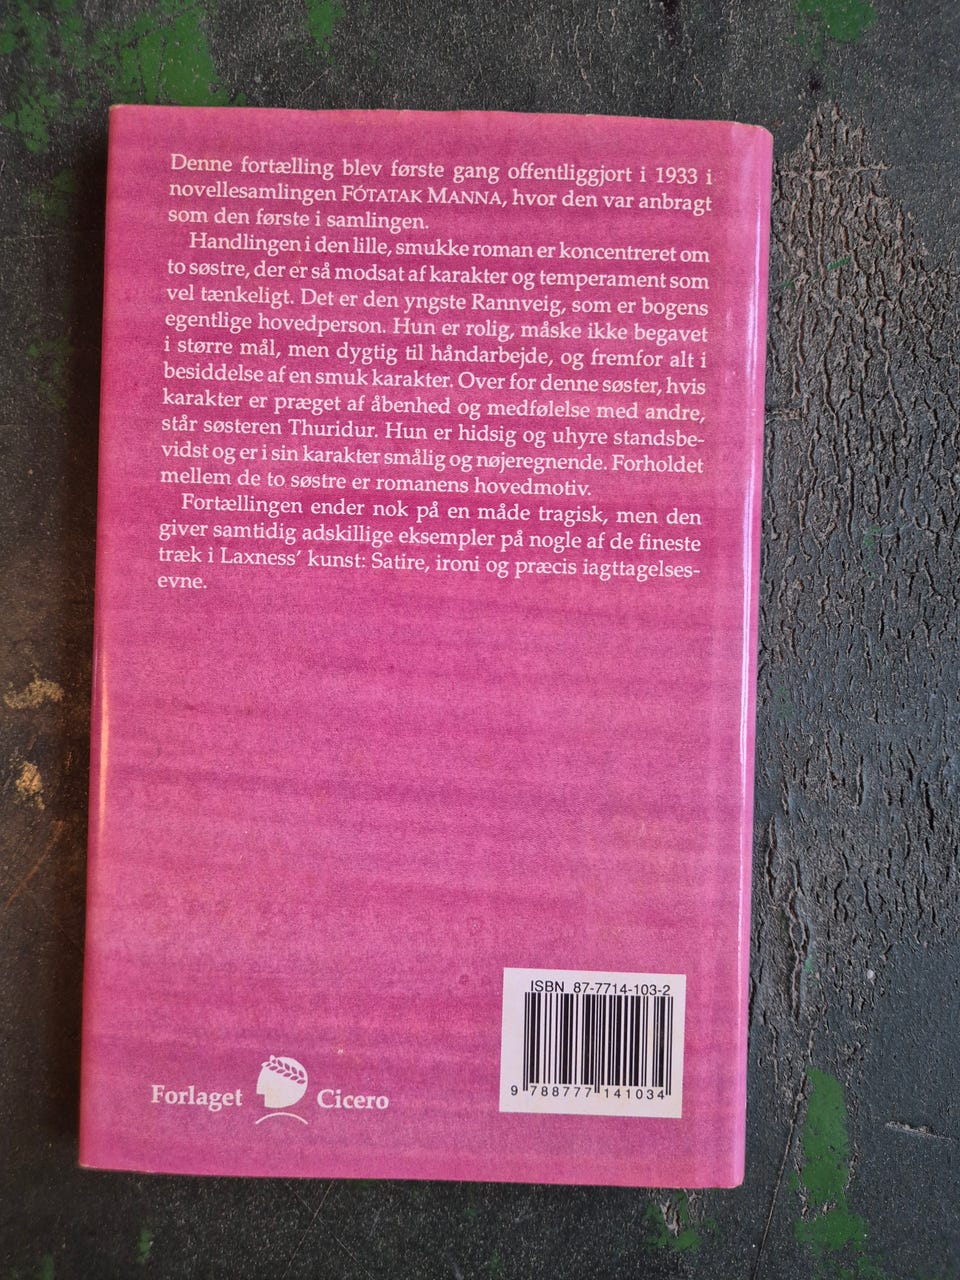 Denne fortælling blev første gang offentliggjort i 1933 i
novellesamlingen FÓTATAK MANNA, hvor den var anbragt
som den første i samlingen.
Handlingen i den lille, smukke roman er koncentreret om
to søstre, der er så modsat af karakter og temperament som
vel tænkeligt. Det er den yngste Rannveig, som er bogens
egentlige hovedperson. Hun er rolig, måske ikke begavet
i større mål, men dygtig til håndarbejde, og fremfor alt i
besiddelse af en smuk karakter. Over for denne søster, hvis
karakter er præget af åbenhed og medfølelse med andre,
står søsteren Thuridur. Hun er hidsig og uhyre standsbe-
vidst og er i sin karakter smålig og nøjeregnende. Forholdet
mellem de to søstre er romanens hovedmotiv.
Fortællingen ender nok på en måde tragisk, men den
giver samtidig adskillige eksempler på nogle af de fineste
træk i Laxness’ kunst: Satire, ironi og præcis iagttagelses-
evne.
ISBN 87-7714-103-2
9 788777 141034
Forlaget Cicero